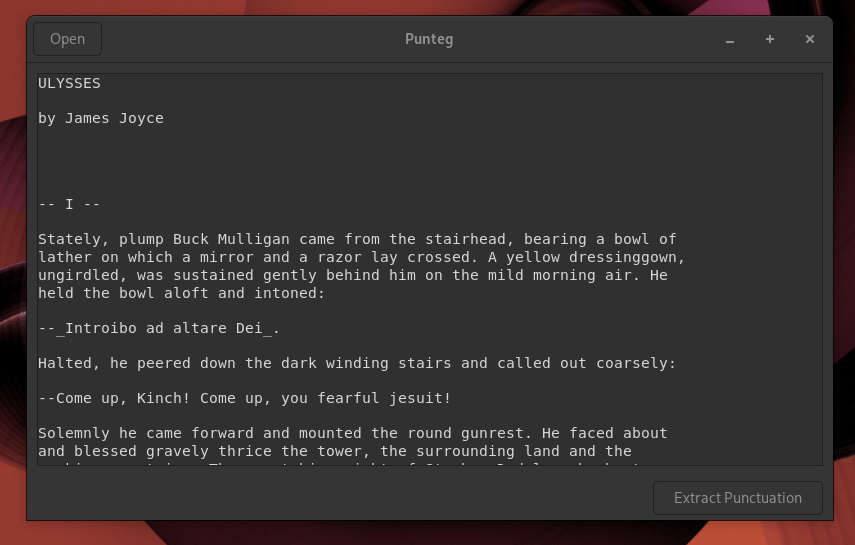 Open
Punteg
ULYSSES
by James Joyce
-- I --
Stately, plump Buck Mulligan came from the stairhead, bearing a bowl of
lather on which a mirror and a razor lay crossed. A yellow dressinggown,
ungirdled, was sustained gently behind him on the mild morning air. He
held the bowl aloft and intoned:
--_Introibo ad altare Dei_.
Halted, he peered down the dark winding stairs and called out coarsely:
--Come up, Kinch! Come up, you fearful jesuit!
Solemnly he came forward and mounted the round gunrest. He faced about
and blessed gravely thrice the tower, the surrounding land and the
Extract Punctuation